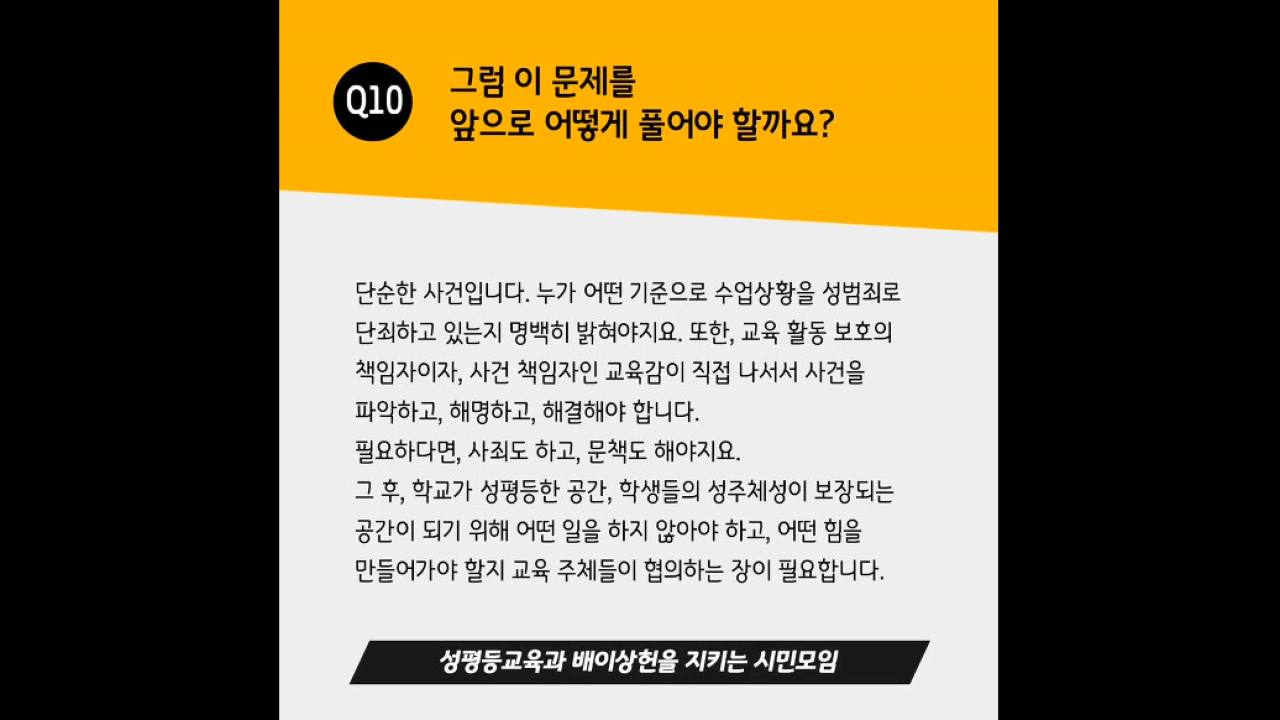 Q10
그럼 이 문제를
앞으로 어떻게 풀어야 할까요?
단순한 사건입니다. 누가 어떤 기준으로 수업상황을 성범죄로
단죄하고 있는지 명백히 밝혀야지요. 또한, 교육 활동 보호의
책임자이자, 사건 책임자인 교육감이 직접 나서서 사건을
파악하고, 해명하고, 해결해야 합니다.
필요하다면, 사죄도 하고, 문책도 해야지요.
그 후, 학교가 성평등한 공간, 학생들의 성주체성이 보장되는
공간이 되기 위해 어떤 일을 하지 않아야 하고, 어떤 힘을
만들어가야 할지 교육 주체들이 협의하는 장이 필요합니다.
성평등교육과 배이상헌을 지키는 시민모임